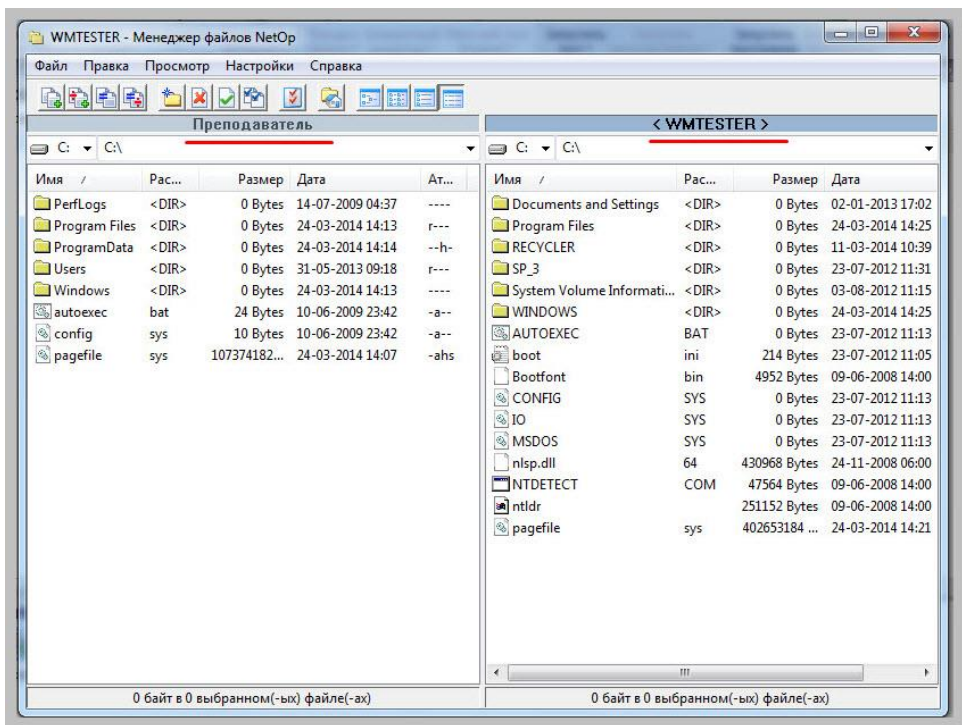 WMTESTER - Менеджер файлов NetOp
Файл Правка Просмотр Настройки Справка
Преподаватель
< WMTESTER >
C: C:\
C: C:\
Имя / Рас... Размер Дата Ат...
PerfLogs <DIR> 0 Bytes 14-07-2009 04:37 ----
Program Files <DIR> 0 Bytes 24-03-2014 14:13 r---
ProgramData <DIR> 0 Bytes 24-03-2014 14:14 --h-
Users <DIR> 0 Bytes 31-05-2013 09:18 r---
Windows <DIR> 0 Bytes 24-03-2014 14:13 ----
autoexec bat 24 Bytes 10-06-2009 23:42 -a--
config sys 10 Bytes 10-06-2009 23:42 -a--
pagefile sys 107374182... 24-03-2014 14:07 -ahs
Имя / Рас... Размер Дата
Documents and Settings <DIR> 0 Bytes 02-01-2013 17:02
Program Files <DIR> 0 Bytes 24-03-2014 14:25
RECYCLER <DIR> 0 Bytes 11-03-2014 10:39
SP_3 <DIR> 0 Bytes 23-07-2012 11:31
System Volume Informati... <DIR> 0 Bytes 03-08-2012 11:15
WINDOWS <DIR> 0 Bytes 24-03-2014 14:25
AUTOEXEC BAT 0 Bytes 23-07-2012 11:13
boot ini 214 Bytes 23-07-2012 11:05
Bootfont bin 4952 Bytes 09-06-2008 14:00
CONFIG SYS 0 Bytes 23-07-2012 11:13
IO SYS 0 Bytes 23-07-2012 11:13
MSDOS SYS 0 Bytes 23-07-2012 11:13
nlsp.dll 64 430968 Bytes 24-11-2008 06:00
NTDETECT COM 47564 Bytes 09-06-2008 14:00
ntldr 251152 Bytes 09-06-2008 14:00
pagefile sys 402653184 ... 24-03-2014 14:21
0 байт в 0 выбранном(-ых) файле(-ах)
0 байт в 0 выбранном(-ых) файле(-ах)